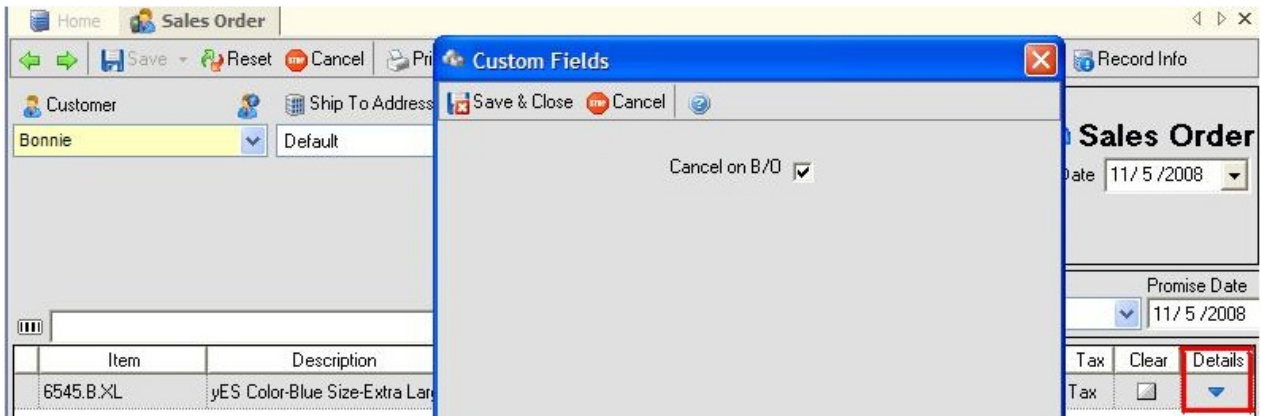 Home Sales Order
Save Reset Cancel Pri Custom Fields Record Info
Customer Ship To Address Save & Close Cancel
Bonnie Default Sales Order
Cancel on B/O Date 11/ 5 /2008
Promise Date
11/ 5 /2008
Item Description Tax Clear Details
6545.B.XL yES Color-Blue Size-Extra Lar Tax